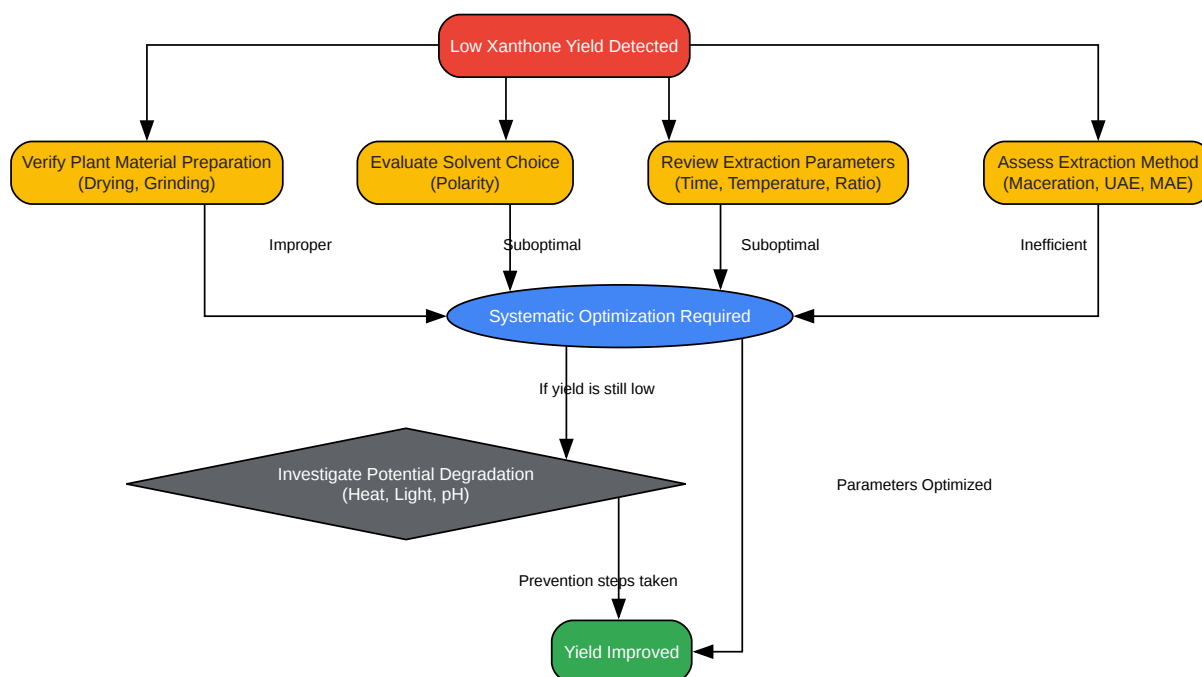 Low Xanthone Yield Detected
Verify Plant Material Preparation
(Drying, Grinding)
Evaluate Solvent Choice
(Polarity)
Review Extraction Parameters
(Time, Temperature, Ratio)
Assess Extraction Method
(Maceration, UAE, MAE)
Improper
Suboptimal
Suboptimal
Inefficient
Systematic Optimization Required
If yield is still low
Investigate Potential Degradation
(Heat, Light, pH)
Parameters Optimized
Prevention steps taken
Yield Improved